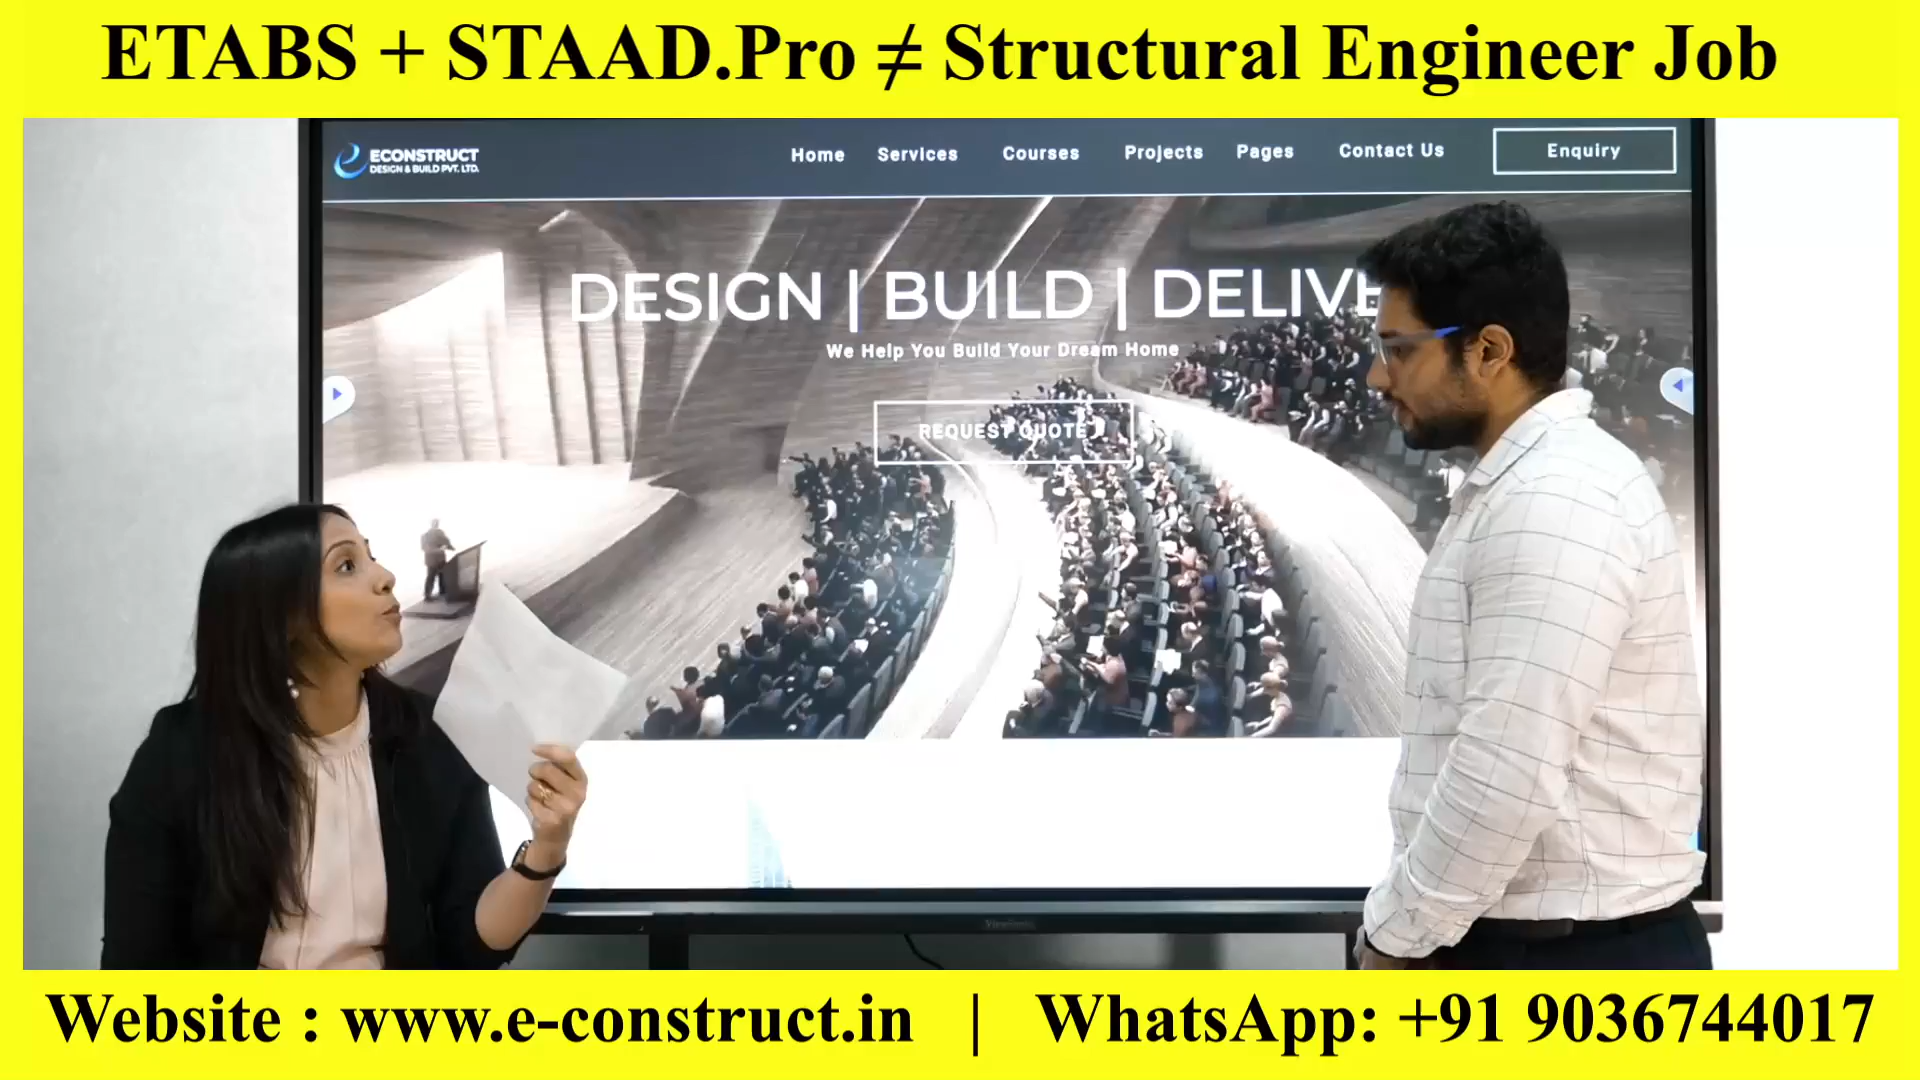 ETABS + STAAD.Pro ≠ Structural Engineer Job
ECONSTRUCT
DESIGN & BUILD PVT. LTD.
Home Services Courses Projects Pages Contact Us Enquiry
DESIGN | BUILD | DELIVE
We Help You Build Your Dream Home
REQUEST QUOTE
ViewSonic
Website : www.e-construct.in | WhatsApp: +91 9036744017